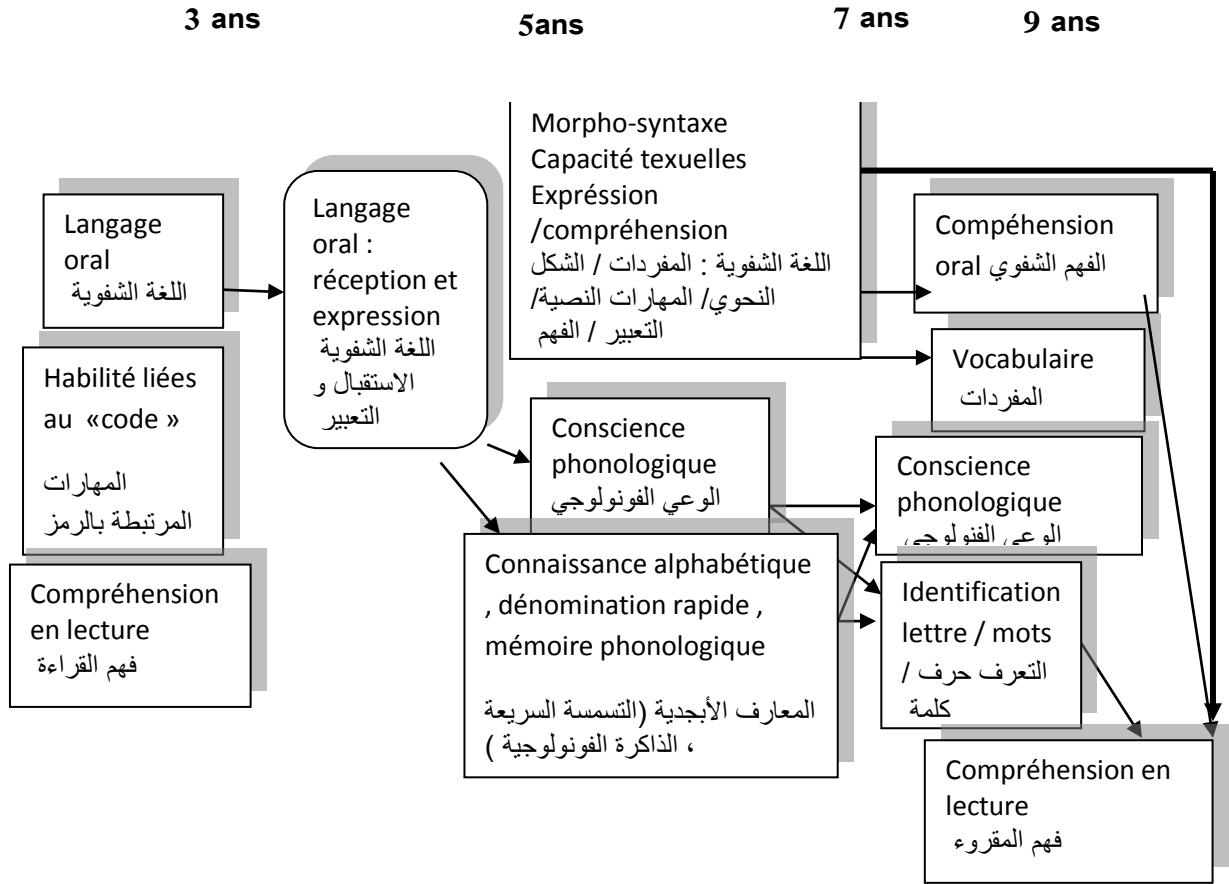 3 ans
5ans
7 ans
9 ans
Langage
oral
اللغة الشفوية
Habilité liées
au «code »
المهارات
المرتبطة بالرمز
Compréhension
en lecture
فهم القراءة
Langage
oral :
réception et
expression
اللغة الشفوية
الاستقبال و
التعبير
Morpho-syntaxe
Capacité texuelles
Expréssion
/compréhension
اللغة الشفوية : المفردات / الشكل
النحوي/ المهارات النصية/
التعبير / الفهم
Conscience
phonologique
الوعي الفونولوجي
Connaissance alphabétique
, dénomination rapide ,
mémoire phonologique
المعارف الأبجدية (التسمسة السريعة
، الذاكرة الفونولوجية )
Compéhension
oral الفهم الشفوي
Vocabulaire
المفردات
Conscience
phonologique
الوعي الفنولوجي
Identification
lettre / mots
التعرف حرف /
كلمة
Compréhension en
lecture
فهم المقروء